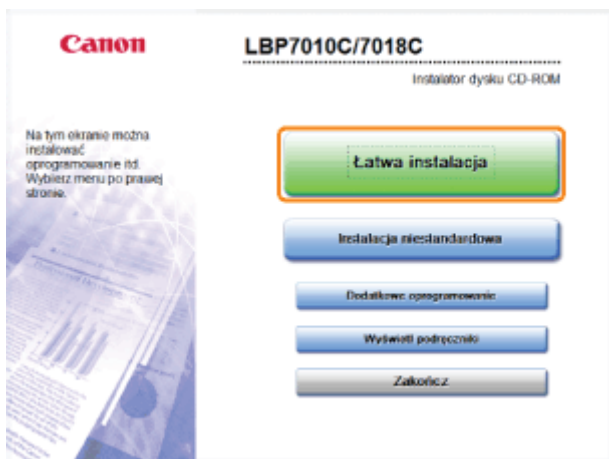 Canon
LBP7010C/7018C
Instalator dysku CD-ROM
Na tym ekranie można
instalować
oprogramowanie itd.
Wybierz menu po prawej
stronie.
Łatwa instalacja
Instalacja niestandardowa
Dodatkowe oprogramowanie
Wyświetl podręczniki
Zakończ